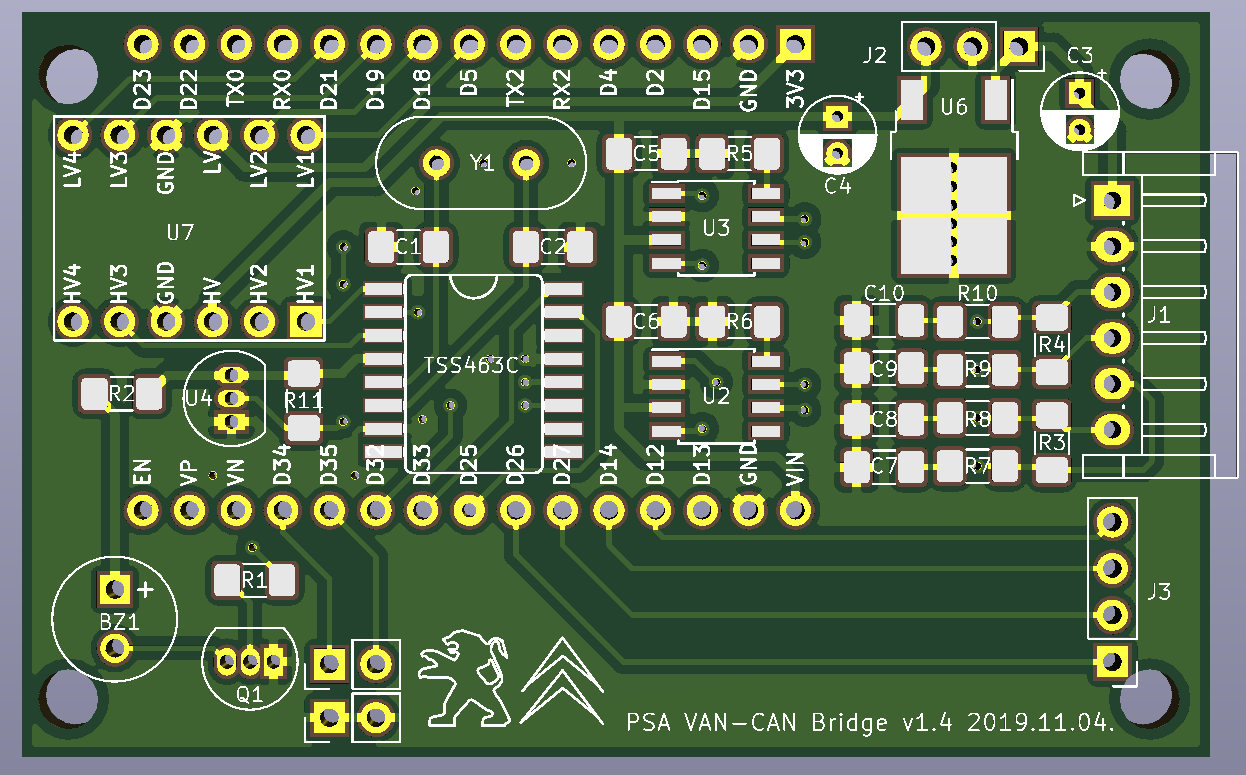 D23 D22 TX0 RX0 D21 D19 D18 D5 TX2 RX2 D4 D2 D15 GND 3V3
J2
C3
+
+
U6
C4
LV4 LV3 GND LV LV2 LV1
Y1
C5 R5
U7
U3
C1 C2
HV4 HV3 GND HV HV2 HV1
C6 R6
C10 R10
J1
R4
TSS463C
C9 R9
R2
U4
R11
U2
C8 R8
R3
C7 R7
EN VP VN D34 D35 D32 D33 D25 D26 D27 D14 D12 D13 GND VIN
R1
+
BZ1
J3
Q1
PSA VAN-CAN Bridge v1.4 2019.11.04.